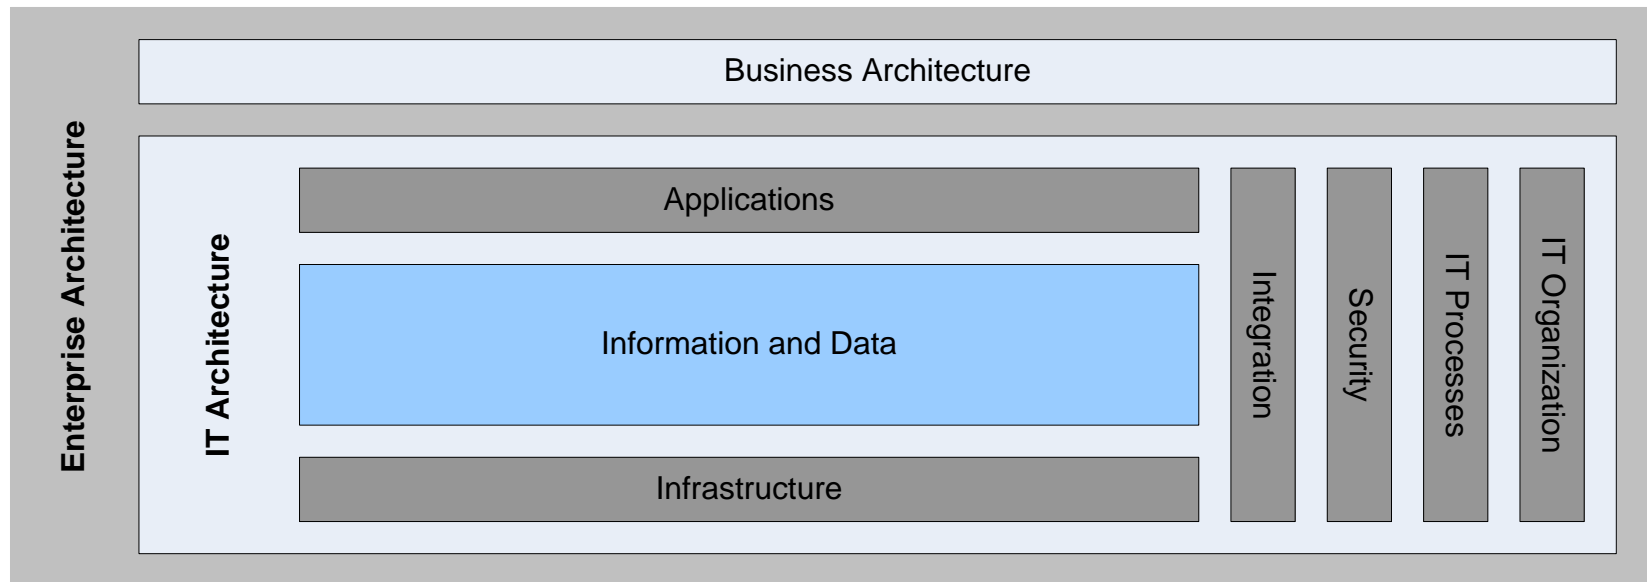 Enterprise Architecture
Business Architecture
IT Architecture
Applications
Information and Data
Infrastructure
Integration
Security
IT Processes
IT Organization